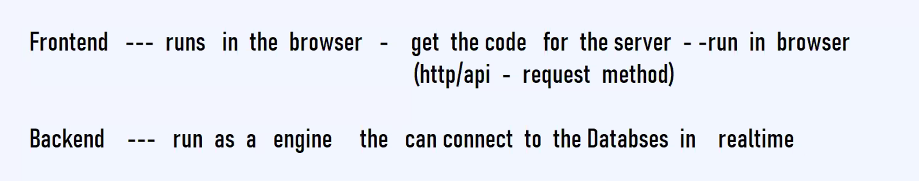 Frontend --- runs in the browser - get the code for the server - -run in browser
(http/api - request method)
Backend --- run as a engine the can connect to the Databses in realtime